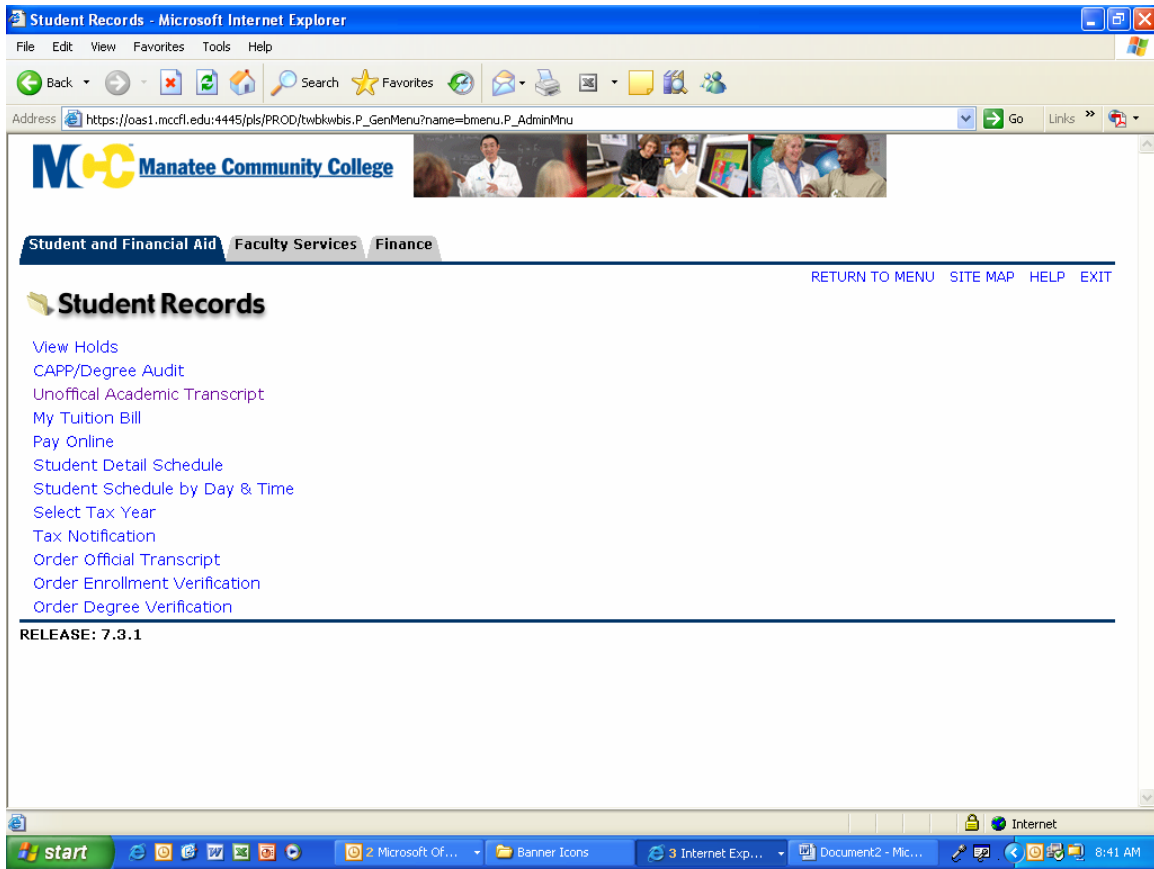 Student Records - Microsoft Internet Explorer
File Edit View Favorites Tools Help
Back Search Favorites
Address https://oas1.mccfl.edu:4445/pls/PROD/twbkwbis.P_GenMenu?name=bmenu.P_AdminMnu Go Links »
MCC Manatee Community College
Student and Financial Aid Faculty Services Finance
RETURN TO MENU SITE MAP HELP EXIT
Student Records
View Holds
CAPP/Degree Audit
Unoffical Academic Transcript
My Tuition Bill
Pay Online
Student Detail Schedule
Student Schedule by Day & Time
Select Tax Year
Tax Notification
Order Official Transcript
Order Enrollment Verification
Order Degree Verification
RELEASE: 7.3.1
Internet
start 2 Microsoft Of... Banner Icons 3 Internet Exp... Document2 - Mic... 8:41 AM